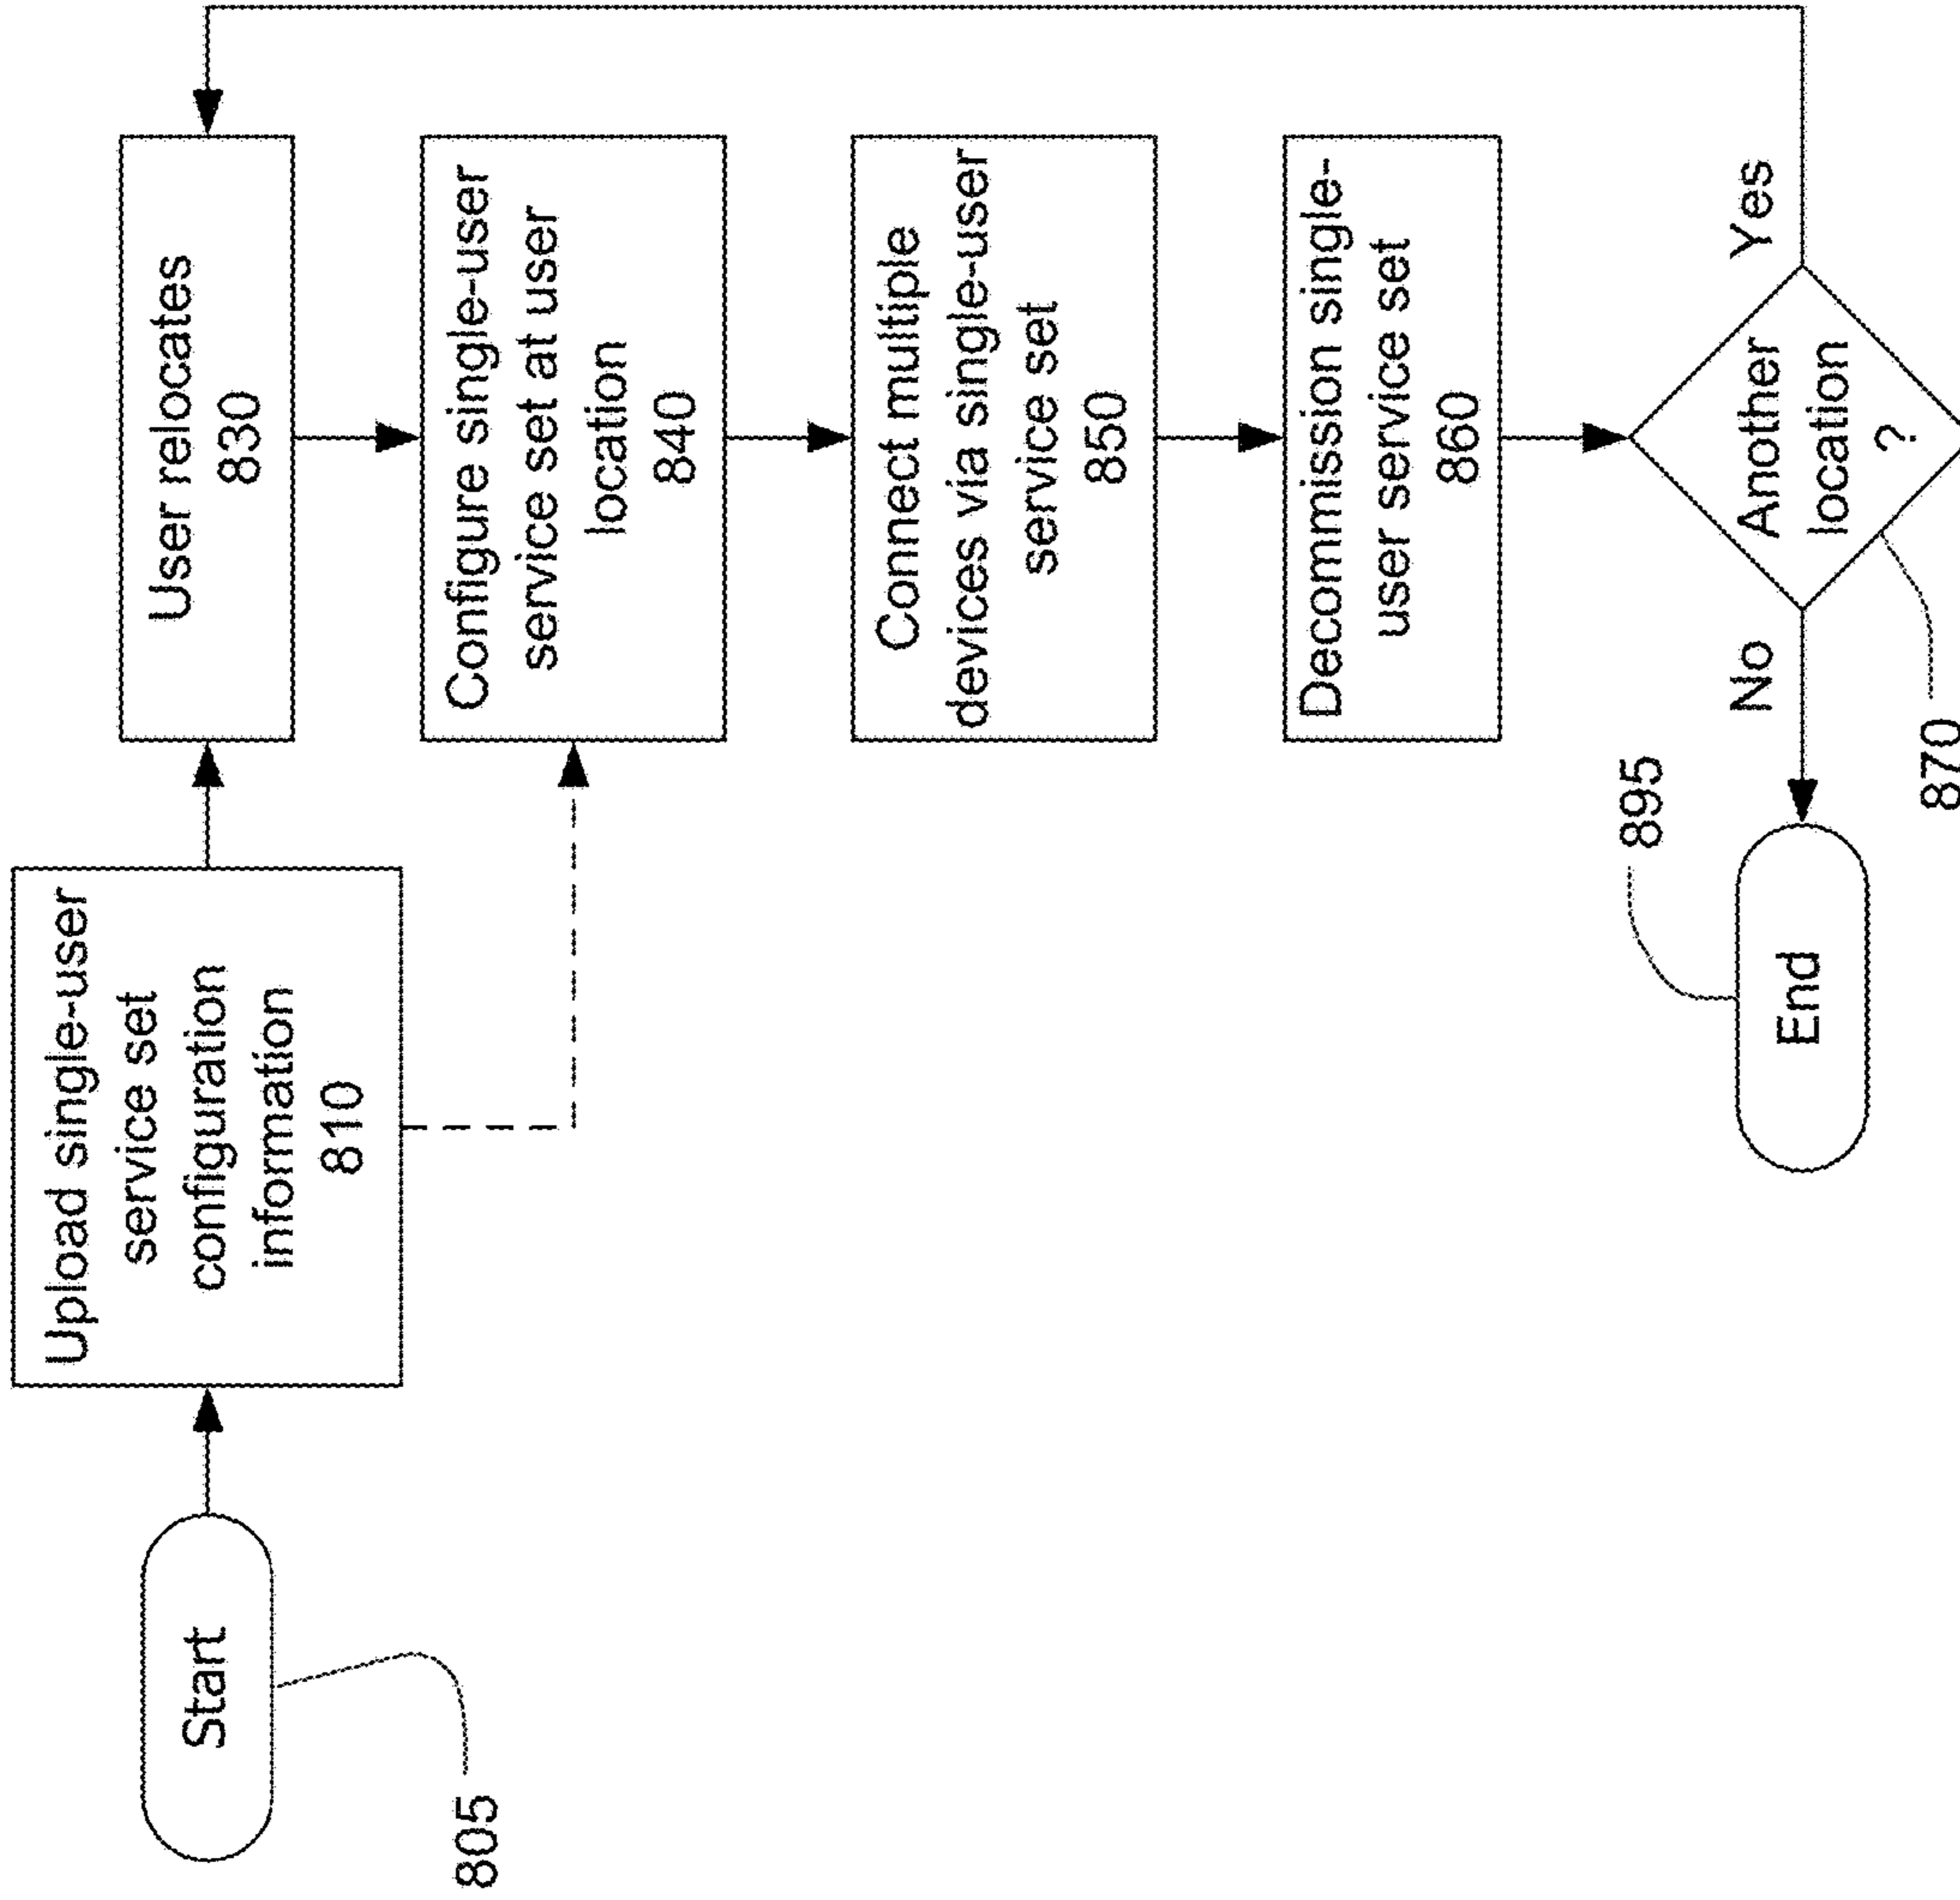 Start
805
Upload single-user
service set
configuration
information
810
User relocates
830
Configure single-user
service set at user
location
840
Connect multiple
devices via single-user
service set
850
Decommission single-
user service set
860
Another
location
?
870
Yes
No
End
895